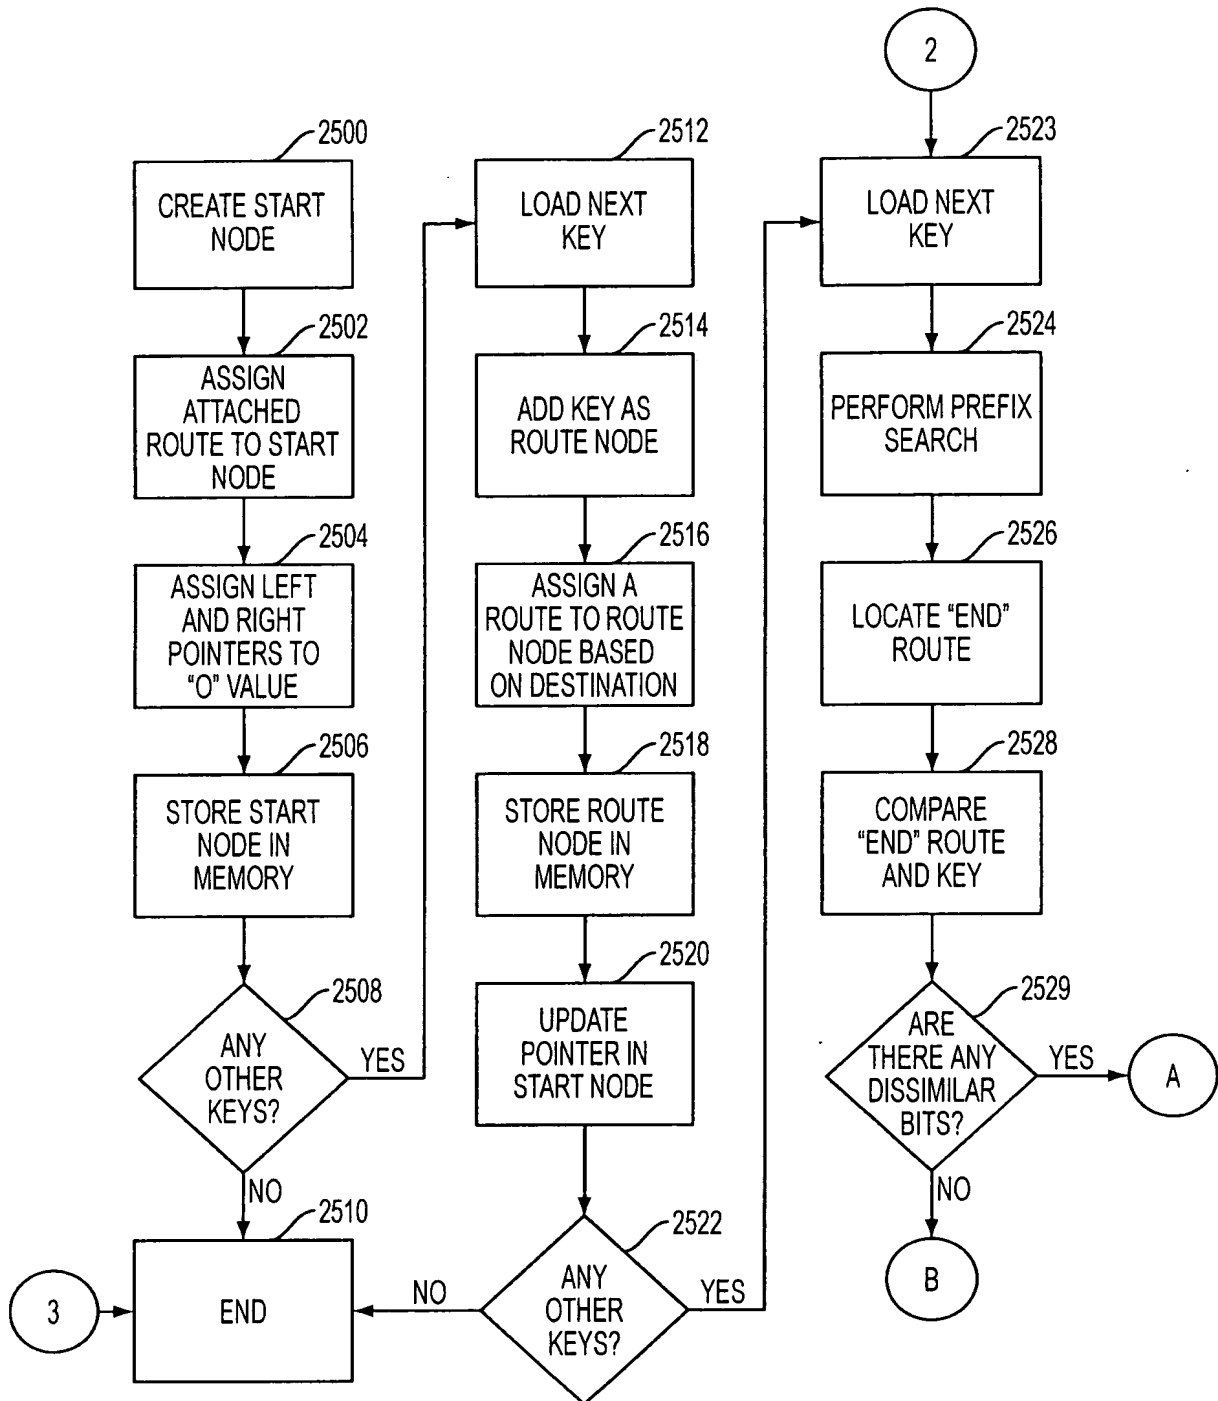 2500
CREATE START
NODE
2502
ASSIGN
ATTACHED
ROUTE TO START
NODE
2504
ASSIGN LEFT
AND RIGHT
POINTERS TO
“O” VALUE
2506
STORE START
NODE IN
MEMORY
2508
ANY
OTHER
KEYS?
YES
NO
2510
END
3
2512
LOAD NEXT
KEY
2514
ADD KEY AS
ROUTE NODE
2516
ASSIGN A
ROUTE TO ROUTE
NODE BASED
ON DESTINATION
2518
STORE ROUTE
NODE IN
MEMORY
2520
UPDATE
POINTER IN
START NODE
2522
ANY
OTHER
KEYS?
NO
YES
2
2523
LOAD NEXT
KEY
2524
PERFORM PREFIX
SEARCH
2526
LOCATE “END”
ROUTE
2528
COMPARE
“END” ROUTE
AND KEY
2529
ARE
THERE ANY
DISSIMILAR
BITS?
YES
A
NO
B